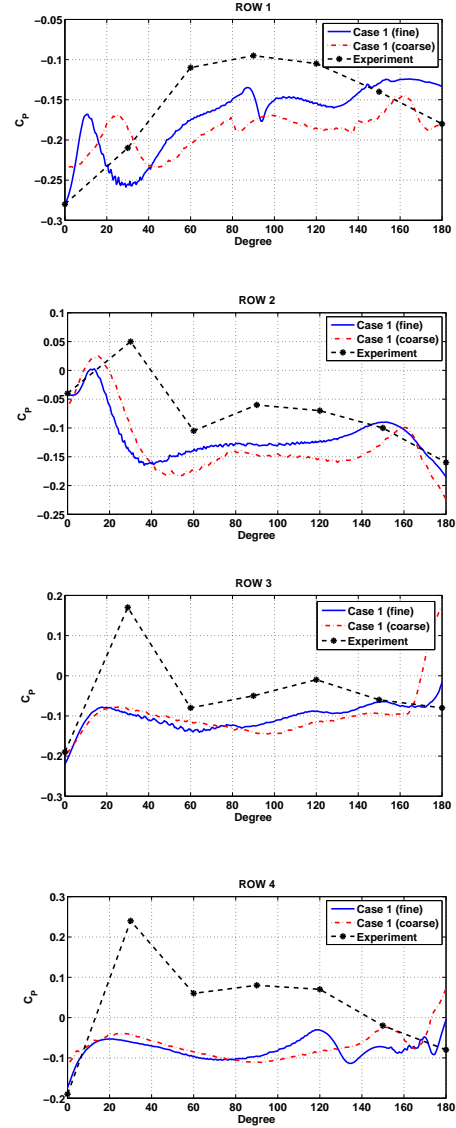 ROW 1
−0.05
−0.1
−0.15
−0.2
−0.25
−0.3
C_P
Case 1 (fine)
Case 1 (coarse)
Experiment
0 20 40 60 80 100 120 140 160 180
Degree
ROW 2
0.1
0.05
0
−0.05
−0.1
−0.15
−0.2
−0.25
C_P
Case 1 (fine)
Case 1 (coarse)
Experiment
0 20 40 60 80 100 120 140 160 180
Degree
ROW 3
0.2
0.1
0
−0.1
−0.2
−0.3
C_P
Case 1 (fine)
Case 1 (coarse)
Experiment
0 20 40 60 80 100 120 140 160 180
Degree
ROW 4
0.3
0.2
0.1
0
−0.1
−0.2
C_P
Case 1 (fine)
Case 1 (coarse)
Experiment
0 20 40 60 80 100 120 140 160 180
Degree